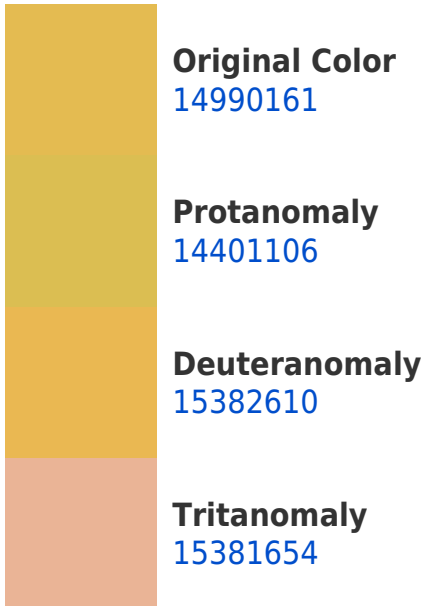 Original Color
14990161
Protanomaly
14401106
Deuteranomaly
15382610
Tritanomaly
15381654